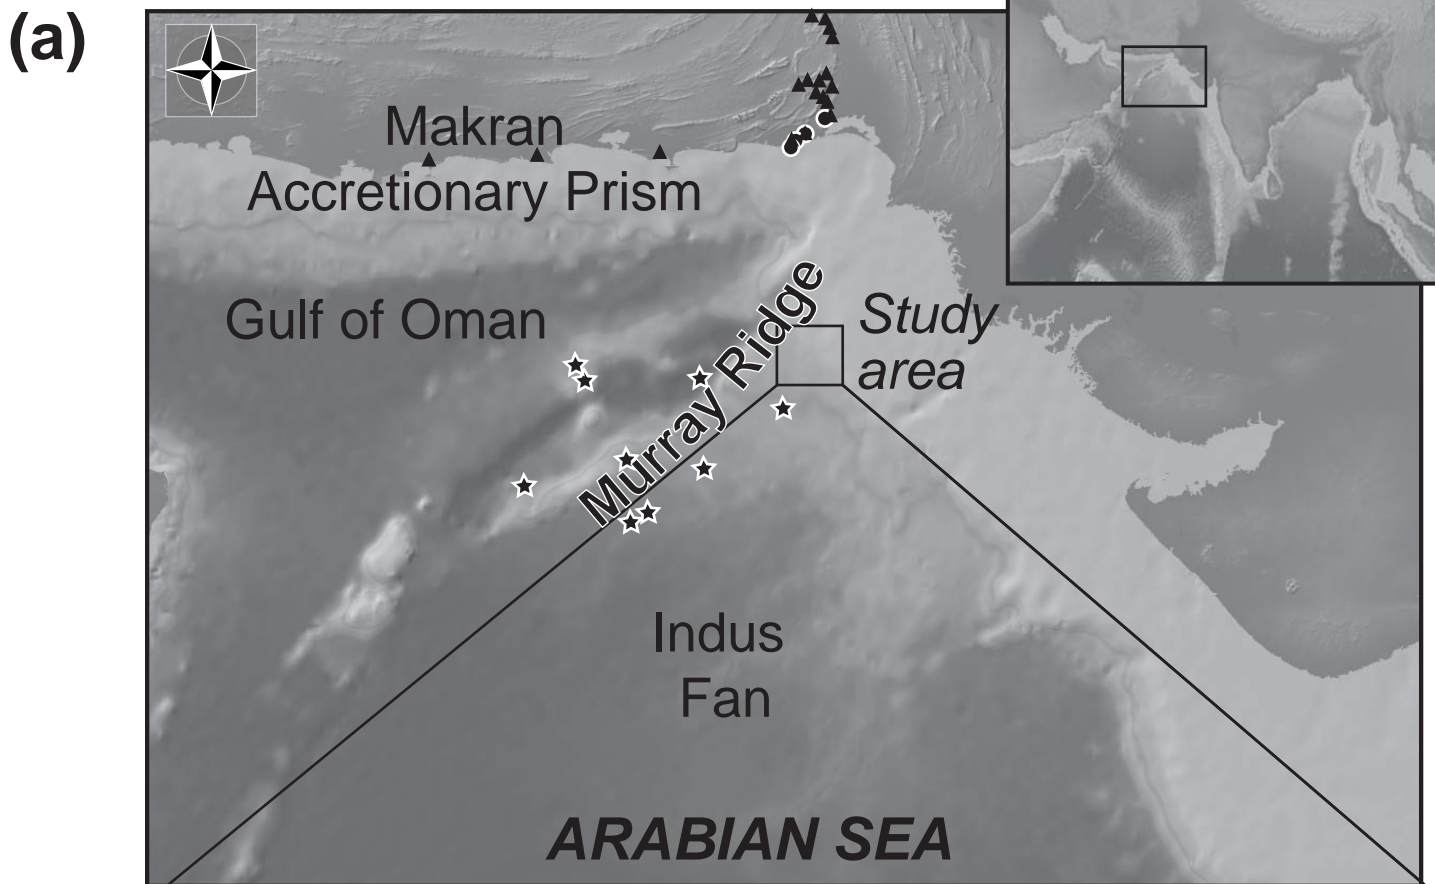 (a)
Makran
Accretionary Prism
Gulf of Oman
Murray Ridge
Study
area
Indus
Fan
ARABIAN SEA